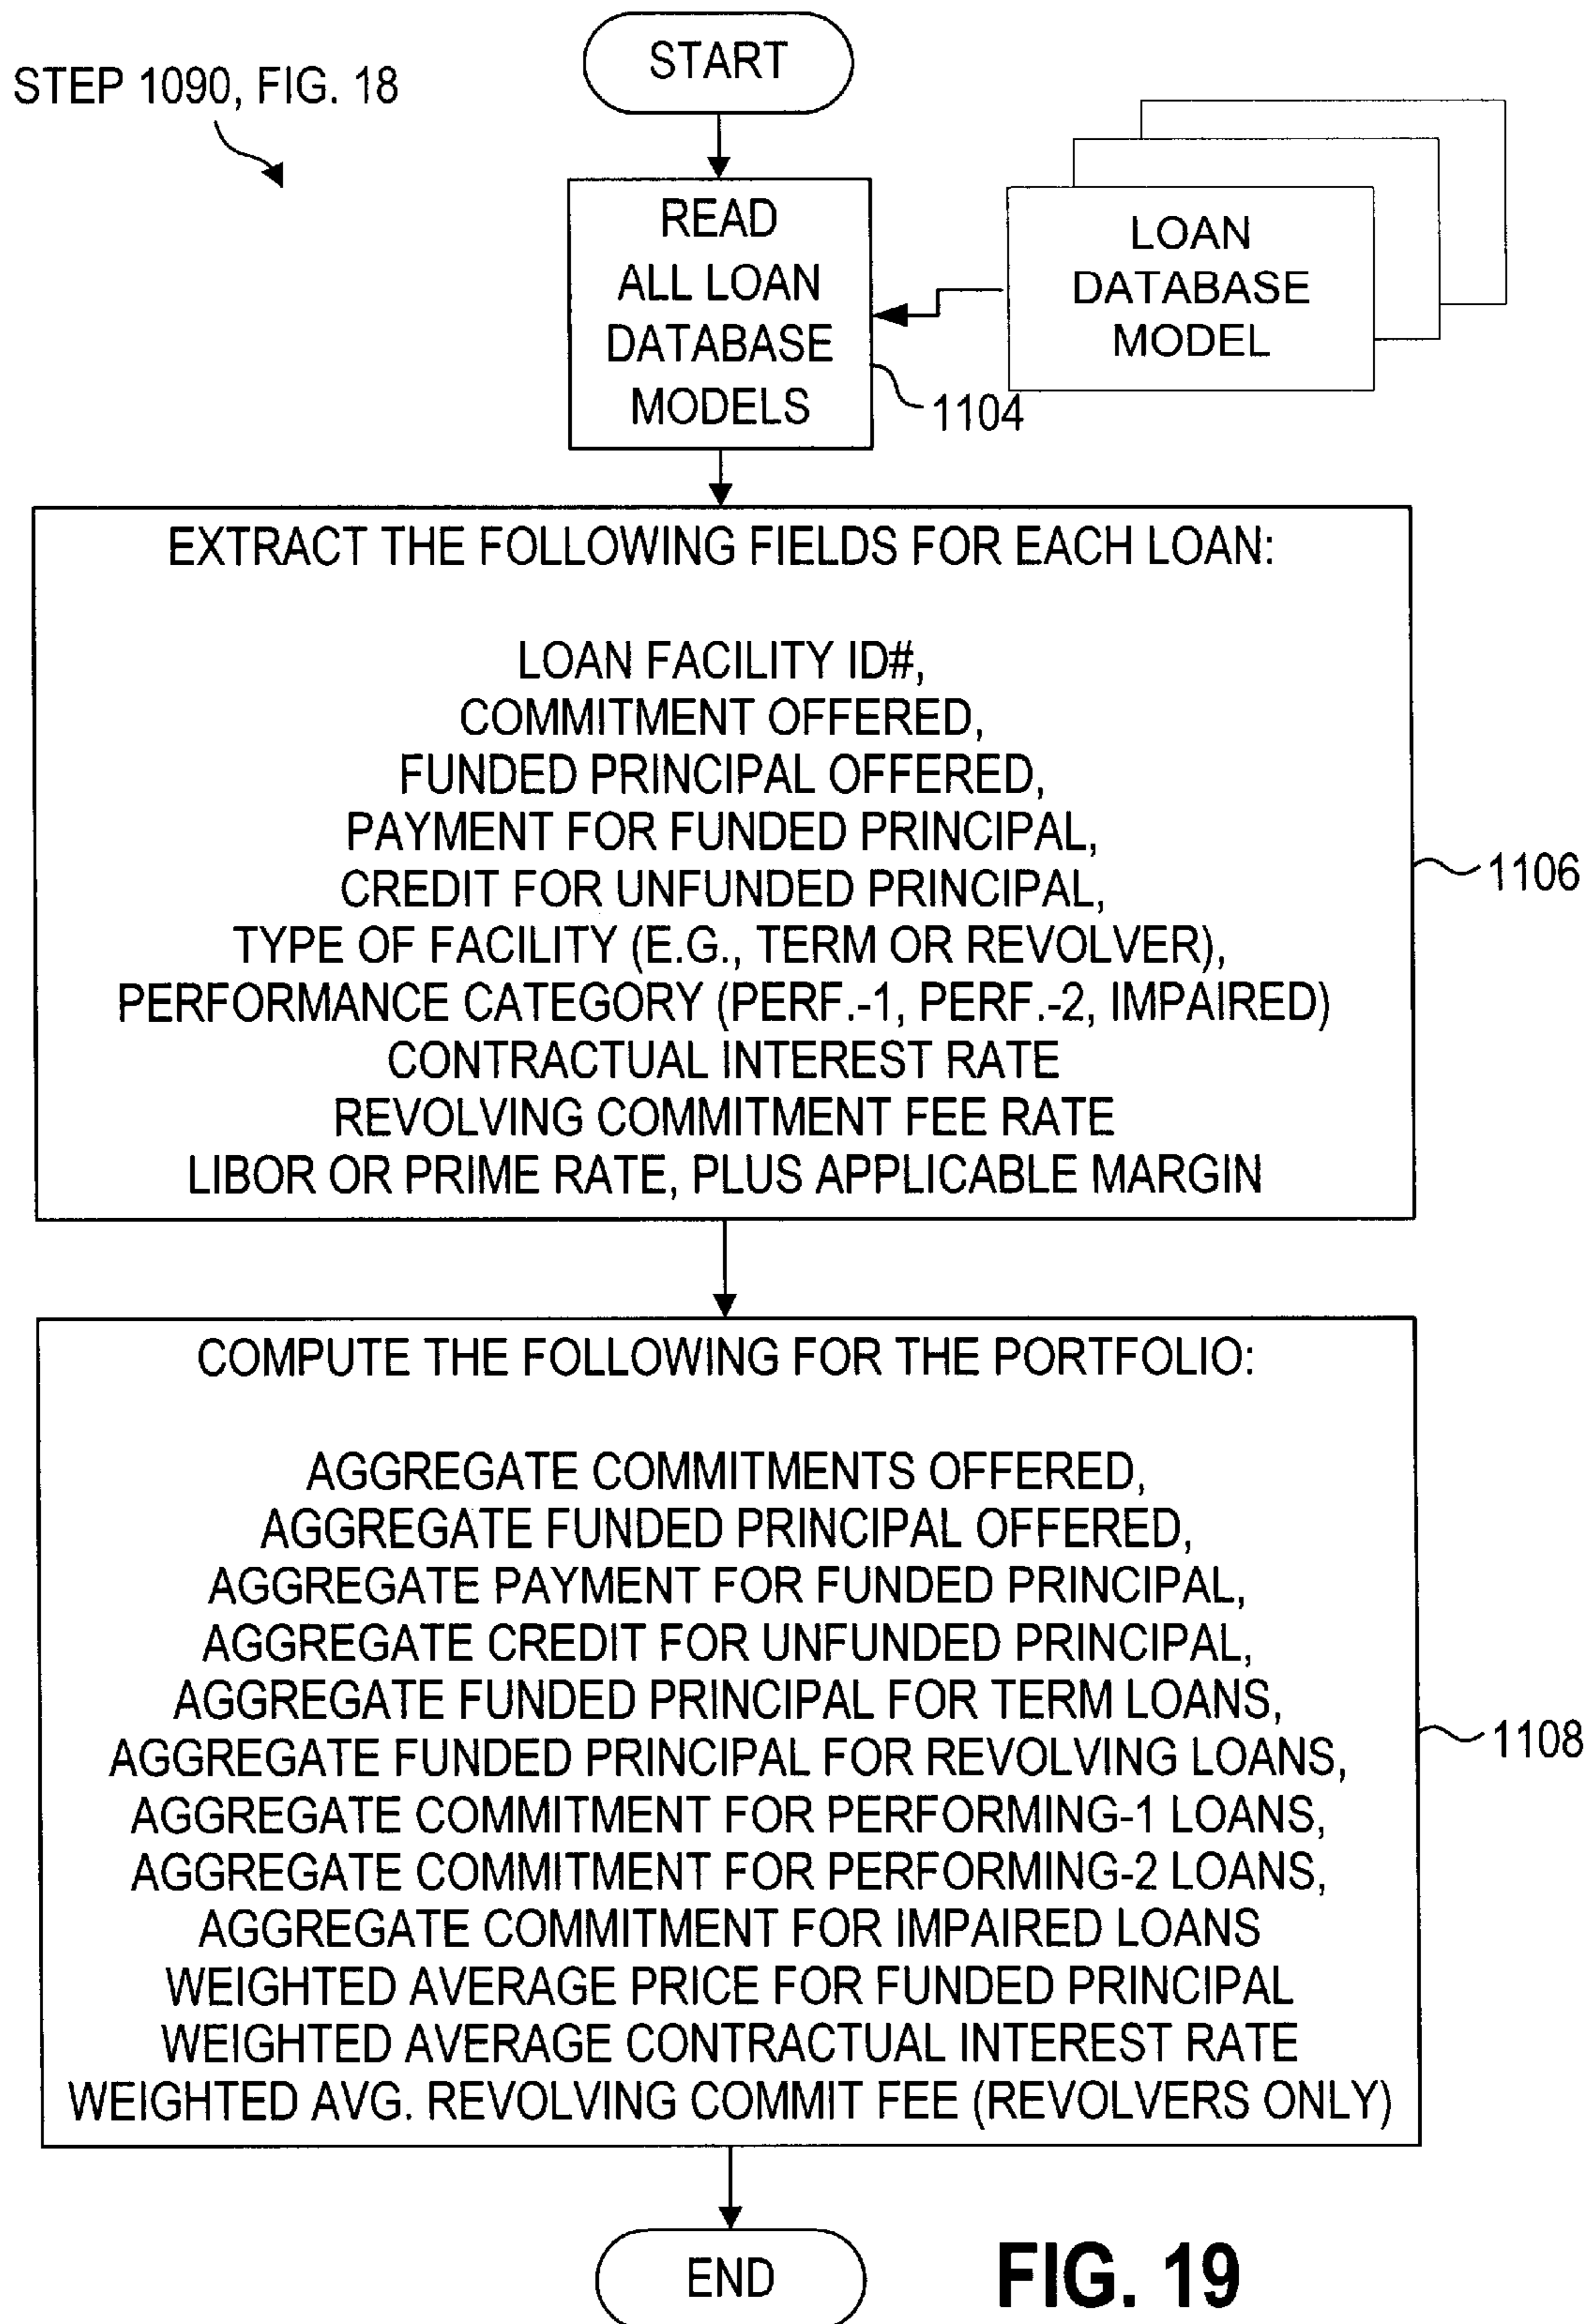 START
STEP 1090, FIG. 18
READ
ALL LOAN
DATABASE
MODELS
LOAN
DATABASE
MODEL
1104
EXTRACT THE FOLLOWING FIELDS FOR EACH LOAN:
LOAN FACILITY ID#,
COMMITMENT OFFERED,
FUNDED PRINCIPAL OFFERED,
PAYMENT FOR FUNDED PRINCIPAL,
CREDIT FOR UNFUNDED PRINCIPAL,
TYPE OF FACILITY (E.G., TERM OR REVOLVER),
PERFORMANCE CATEGORY (PERF.-1, PERF.-2, IMPAIRED)
CONTRACTUAL INTEREST RATE
REVOLVING COMMITMENT FEE RATE
LIBOR OR PRIME RATE, PLUS APPLICABLE MARGIN
1106
COMPUTE THE FOLLOWING FOR THE PORTFOLIO:
AGGREGATE COMMITMENTS OFFERED,
AGGREGATE FUNDED PRINCIPAL OFFERED,
AGGREGATE PAYMENT FOR FUNDED PRINCIPAL,
AGGREGATE CREDIT FOR UNFUNDED PRINCIPAL,
AGGREGATE FUNDED PRINCIPAL FOR TERM LOANS,
AGGREGATE FUNDED PRINCIPAL FOR REVOLVING LOANS,
AGGREGATE COMMITMENT FOR PERFORMING-1 LOANS,
AGGREGATE COMMITMENT FOR PERFORMING-2 LOANS,
AGGREGATE COMMITMENT FOR IMPAIRED LOANS
WEIGHTED AVERAGE PRICE FOR FUNDED PRINCIPAL
WEIGHTED AVERAGE CONTRACTUAL INTEREST RATE
WEIGHTED AVG. REVOLVING COMMIT FEE (REVOLVERS ONLY)
1108
END
FIG. 19